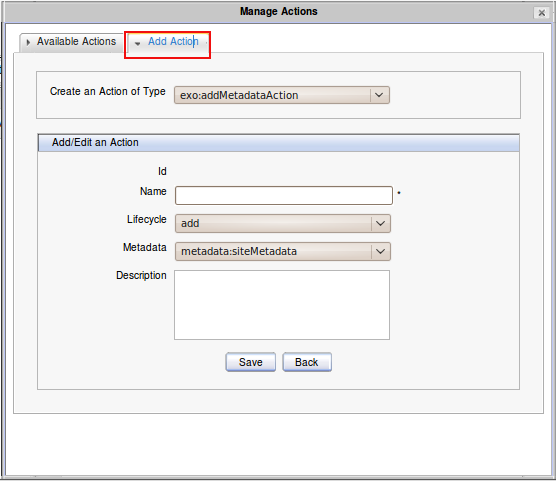 Manage Actions
Available Actions
Add Action
Create an Action of Type
exo:addMetadataAction
Add/Edit an Action
Id
Name
*
Lifecycle
add
Metadata
metadata:siteMetadata
Description
Save
Back